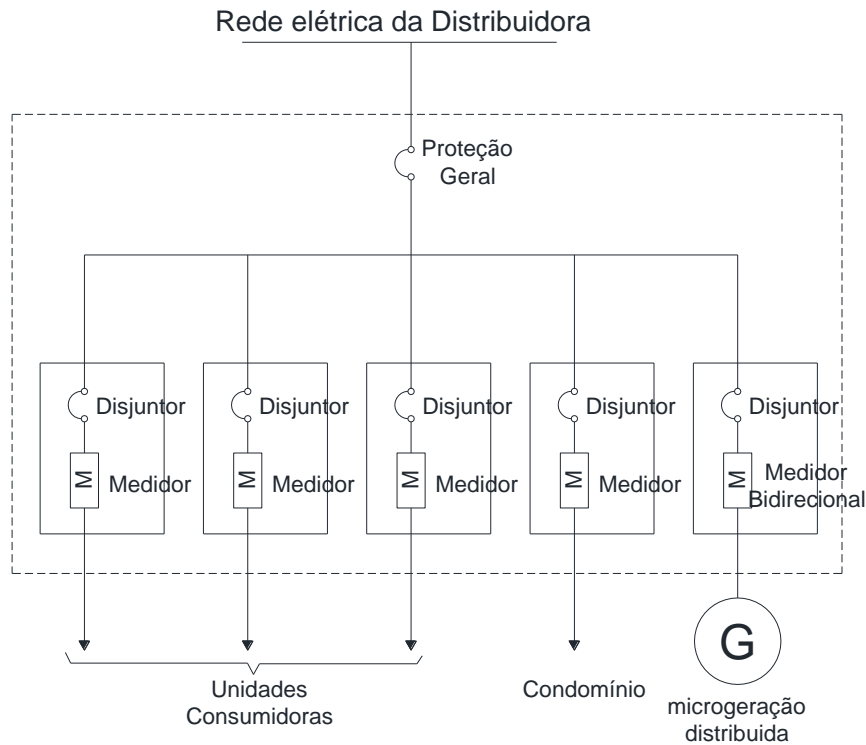 Rede elétrica da Distribuidora
Proteção
Geral
Disjuntor
Disjuntor
Disjuntor
Disjuntor
Disjuntor
M
Medidor
M
Medidor
M
Medidor
M
Medidor
M
Medidor
Bidirecional
Unidades
Consumidoras
Condomínio
G
microgeração
distribuida